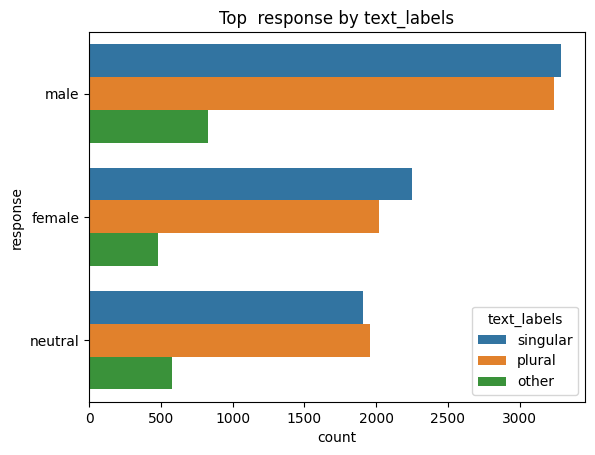 Top  response by text_labels
response
male
female
neutral
text_labels
singular
plural
other
0 500 1000 1500 2000 2500 3000
count